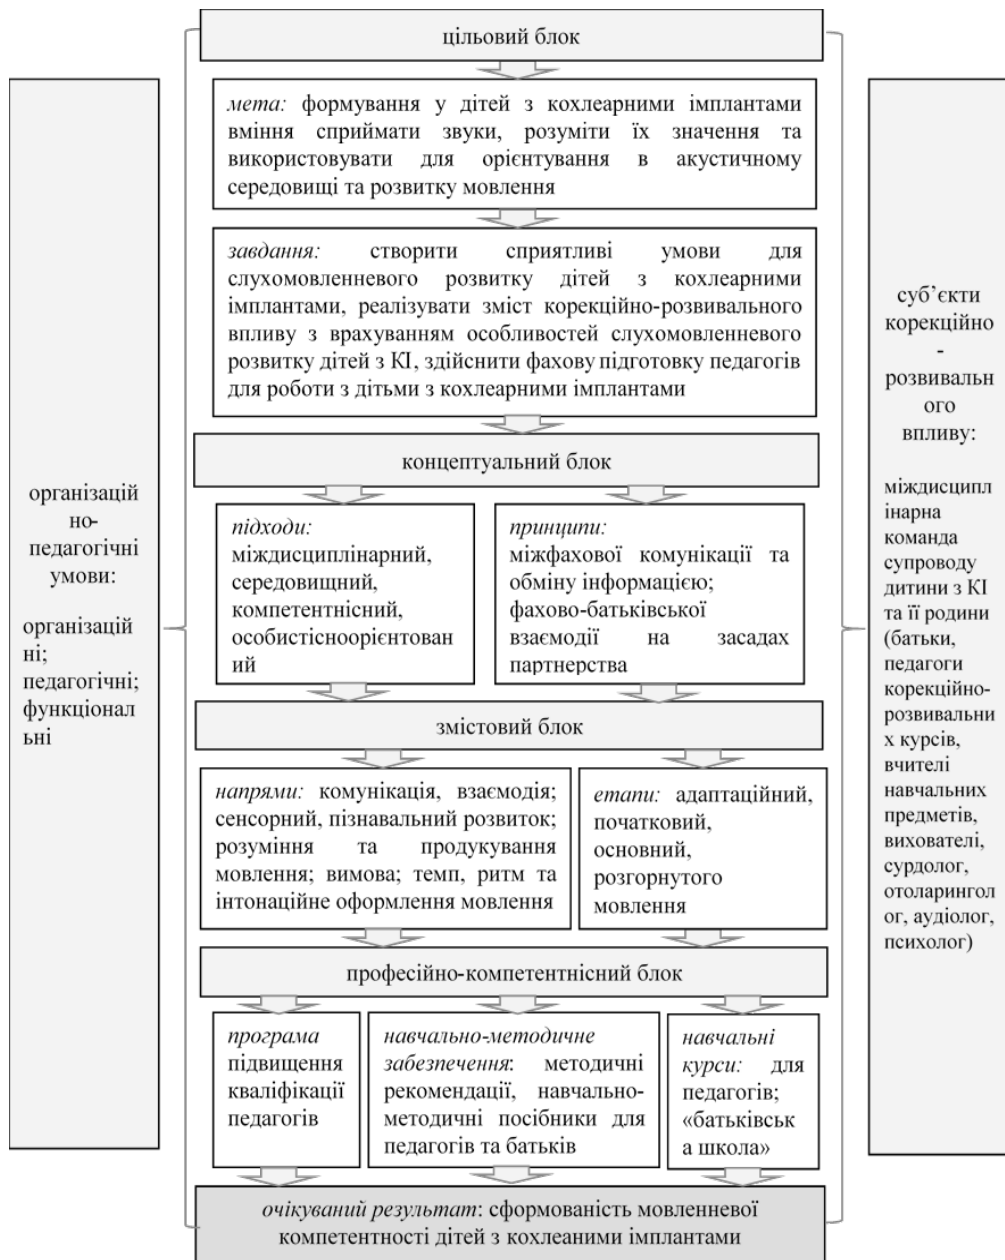 цільовий блок
мета: формування у дітей з кохлеарними імплантами
вміння сприймати звуки, розуміти їх значення та
використовувати для орієнтування в акустичному
середовищі та розвитку мовлення
завдання: створити сприятливі умови для
слухомовленневого розвитку дітей з кохлеарними
імплантами, реалізувати зміст корекційно-розвивального
впливу з врахуванням особливостей слухомовленневого
розвитку дітей з КІ, здійснити фахову підготовку педагогів
для роботи з дітьми з кохлеарними імплантами
концептуальний блок
підходи:
міждисциплінарний,
середовищний,
компетентнісний,
особистісноорієнтован
ий
принципи:
міжфахової комунікації та
обміну інформацією;
фахово-батьківської
взаємодії на засадах
партнерства
змістовий блок
напрями: комунікація, взаємодія;
сенсорний, пізнавальний розвиток;
розуміння та продукування
мовлення; вимова; темп, ритм та
інтонаційне оформлення мовлення
етапи: адаптаційний,
початковий,
основний,
розгорнутого
мовлення
професійно-компетентнісний блок
програма
підвищення
кваліфікації
педагогів
навчально-методичне
забезпечення: методичні
рекомендації, навчально-
методичні посібники для
педагогів та батьків
навчальні
курси: для
педагогів;
«батьківськ
а школа»
очікуваний результат: сформованість мовленневої
компетентності дітей з кохлеаними імплантами
організацій
но-
педагогічні
умови:
організацій
ні;
педагогічні;
функціональ
ні
суб’єкти
корекційно
-
розвивальн
ого
впливу:
міждисципл
інарна
команда
супроводу
дитини з КІ
та її родини
(батьки,
педагоги
корекційно-
розвивальни
х курсів,
вчителі
навчальних
предметів,
вихователі,
сурдолог,
отоларингол
ог, аудіолог,
психолог)